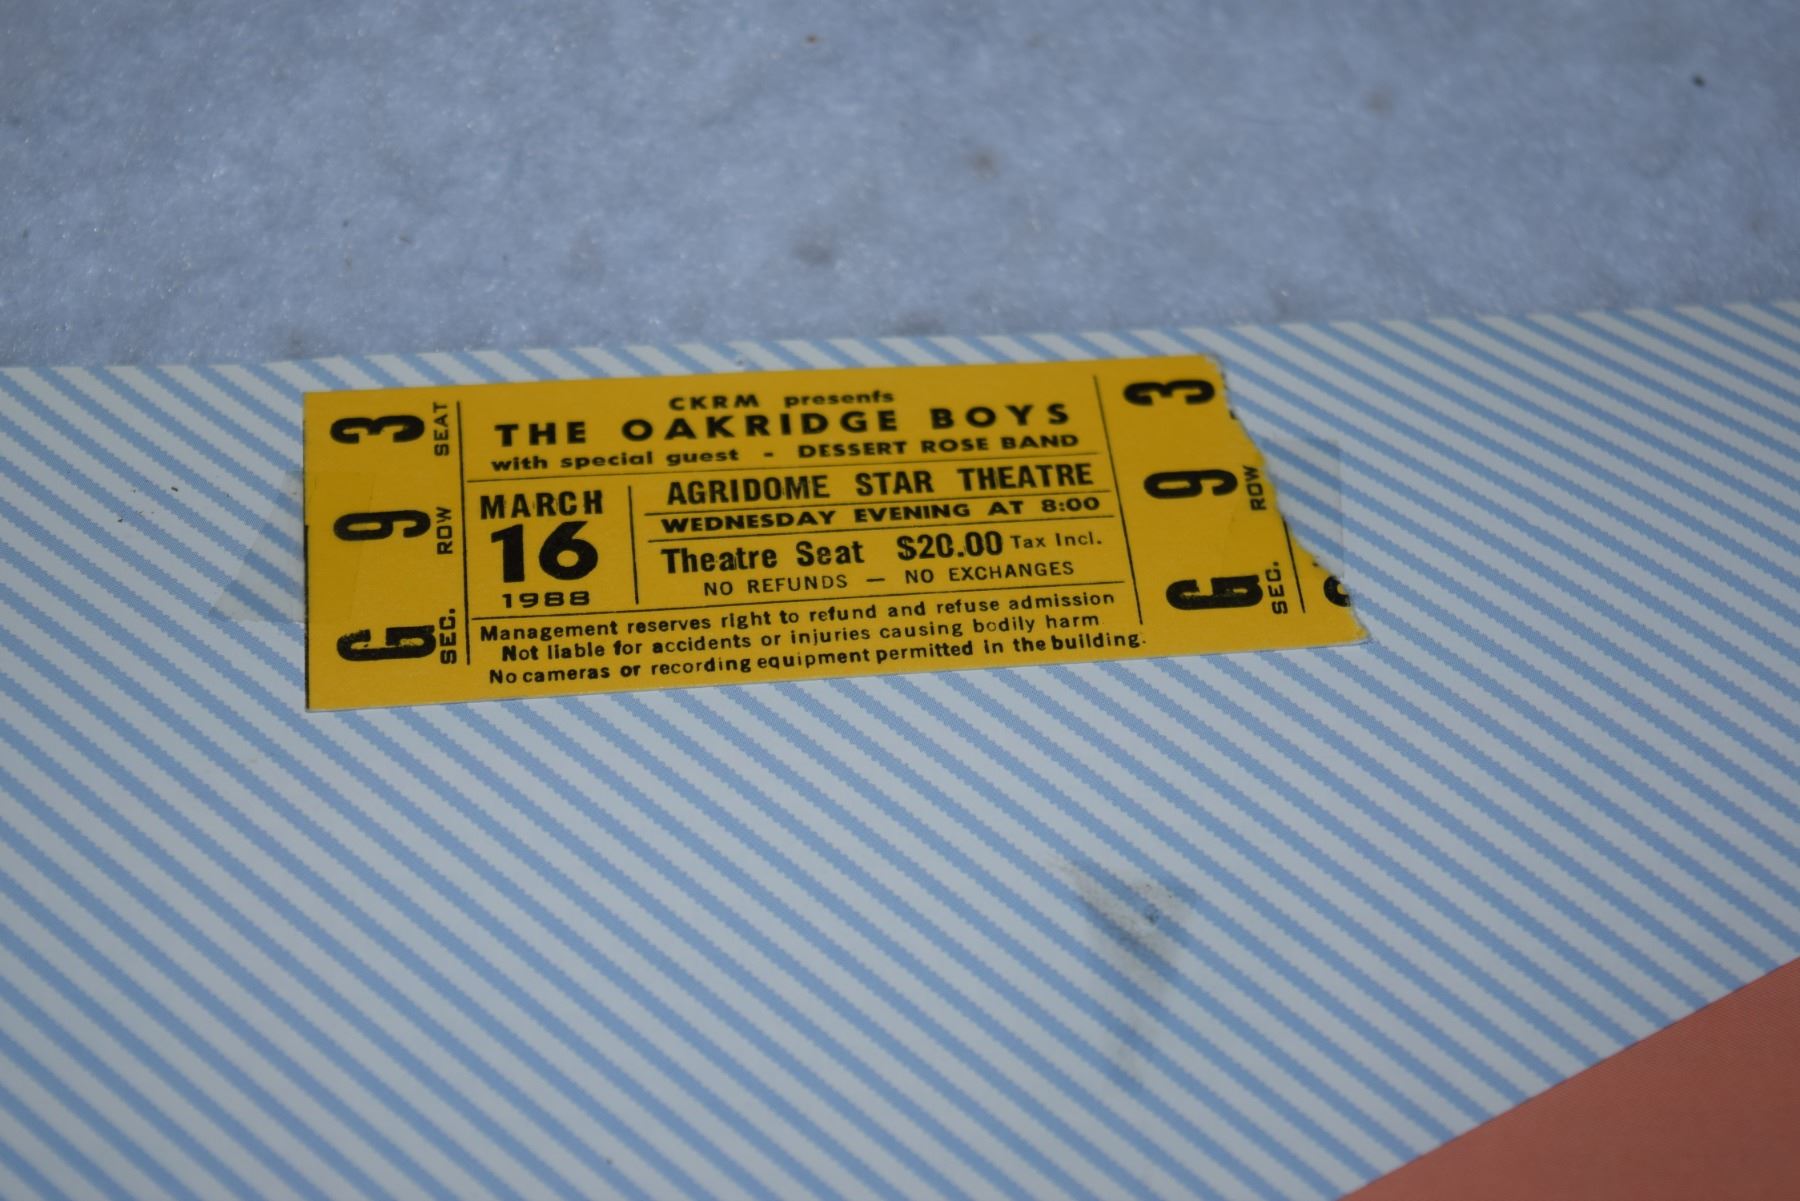 3 SEAT
9 ROW
G SEC.
CKRM presents
THE OAKRIDGE BOYS
with special guest - DESSERT ROSE BAND
MARCH
16
1988
AGRIDOME STAR THEATRE
WEDNESDAY EVENING AT 8:00
Theatre Seat $20.00 Tax Incl.
NO REFUNDS — NO EXCHANGES
Management reserves right to refund and refuse admission
Not liable for accidents or injuries causing bodily harm
No cameras or recording equipment permitted in the building.
3
9 ROW
G SEC.